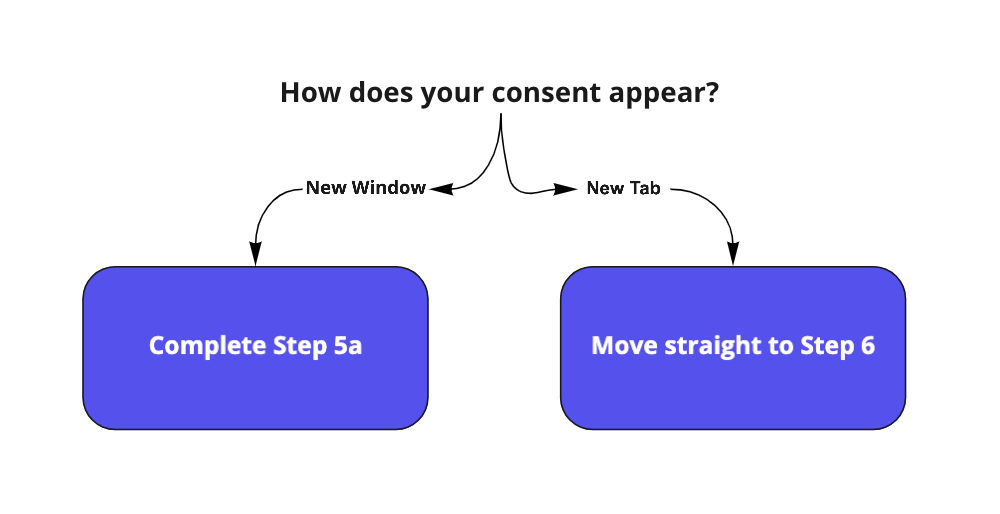 How does your consent appear?
New Window
New Tab
Complete Step 5a
Move straight to Step 6